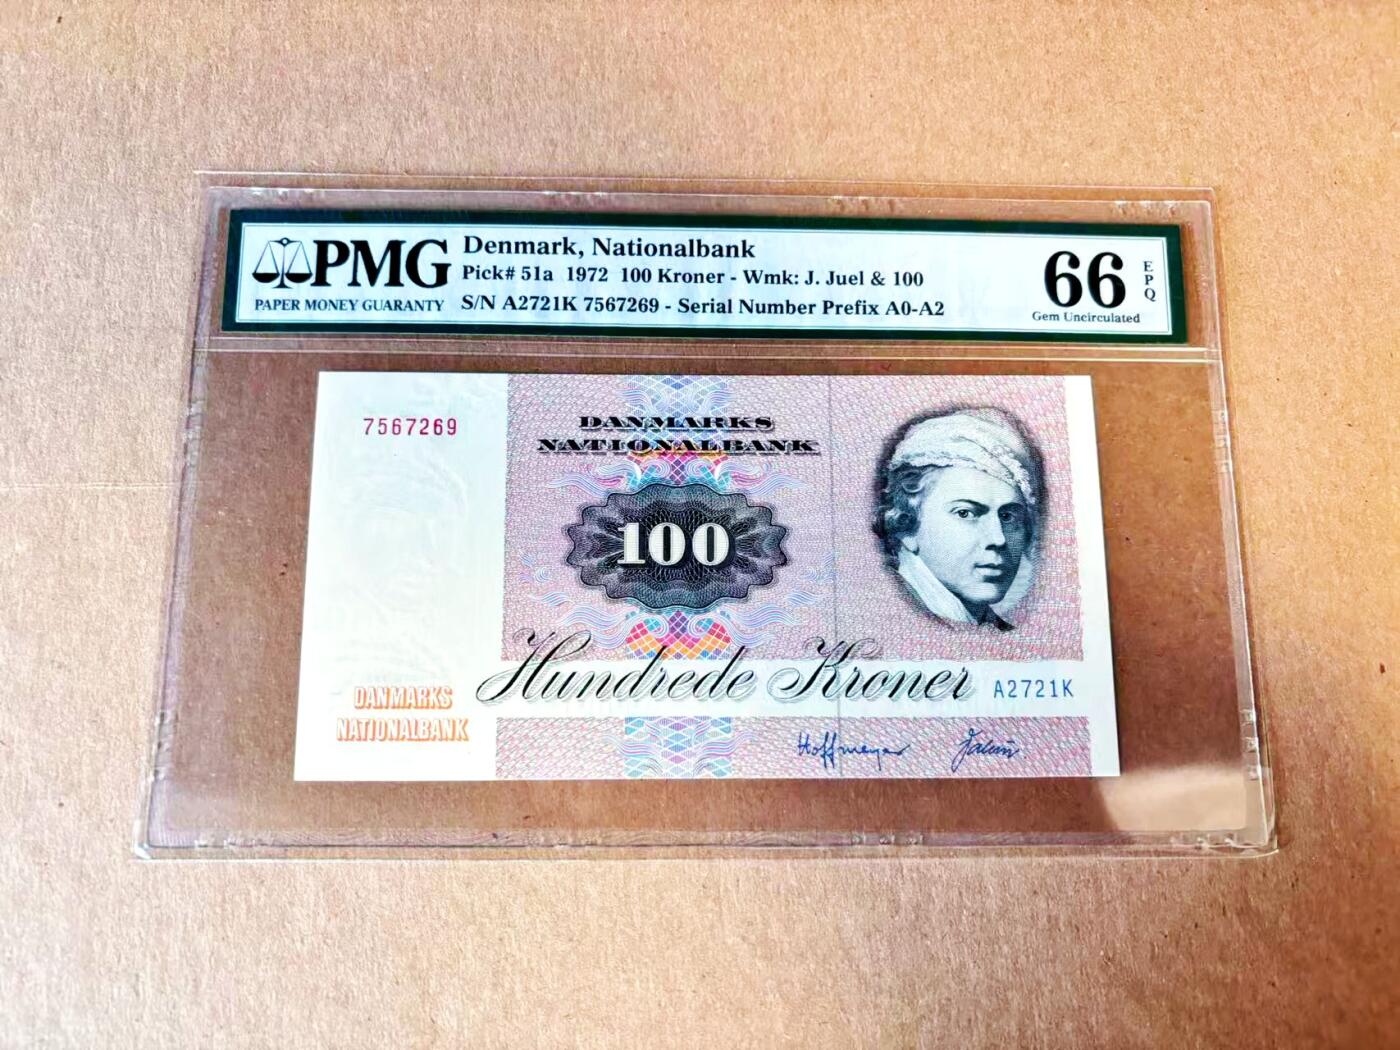 PMG
PAPER MONEY GUARANTY
Denmark, Nationalbank
Pick# 51a 1972 100 Kroner - Wmk: J. Juel & 100
S/N A2721K 7567269 - Serial Number Prefix A0-A2
66
EPQ
Gem Uncirculated
7567269
DANMARKS
NATIONALBANK
100
Hundrede Kroner
A2721K
DANMARKS
NATIONALBANK
Hoffmeyer